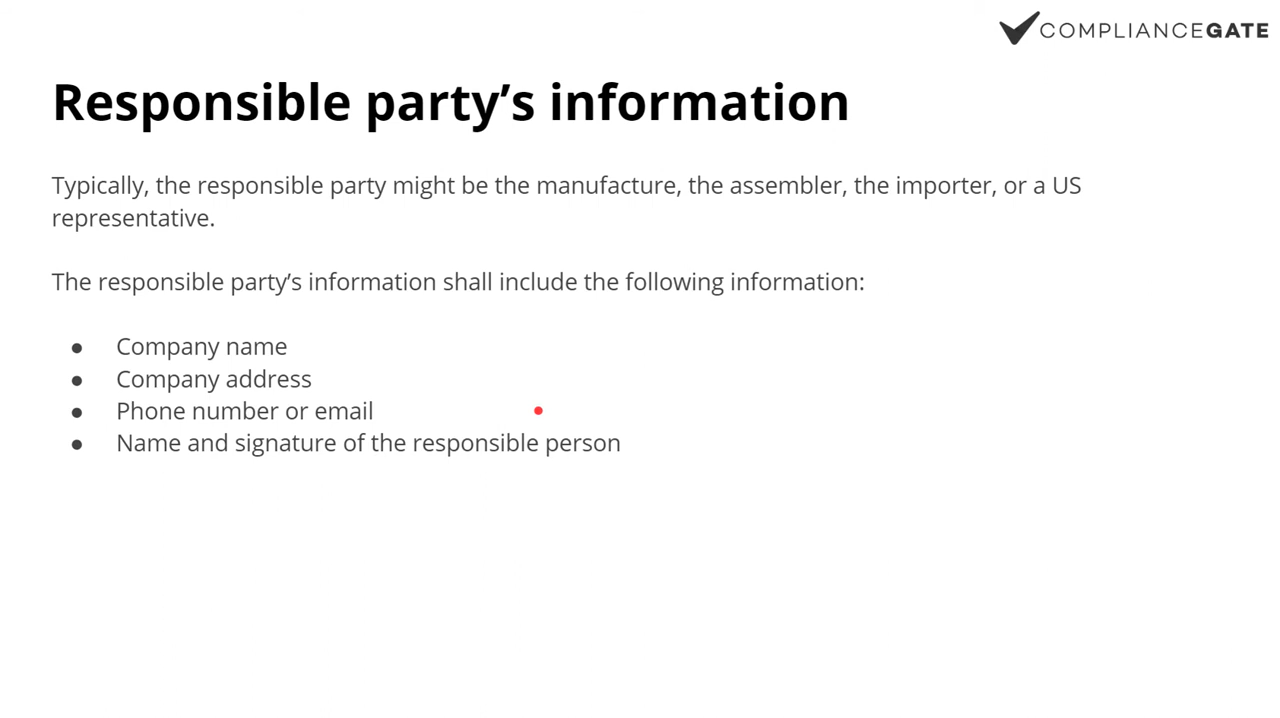 COMPLIANCEGATE
Responsible party’s information
Typically, the responsible party might be the manufacture, the assembler, the importer, or a US
representative.
The responsible party’s information shall include the following information:
● Company name
● Company address
● Phone number or email
● Name and signature of the responsible person